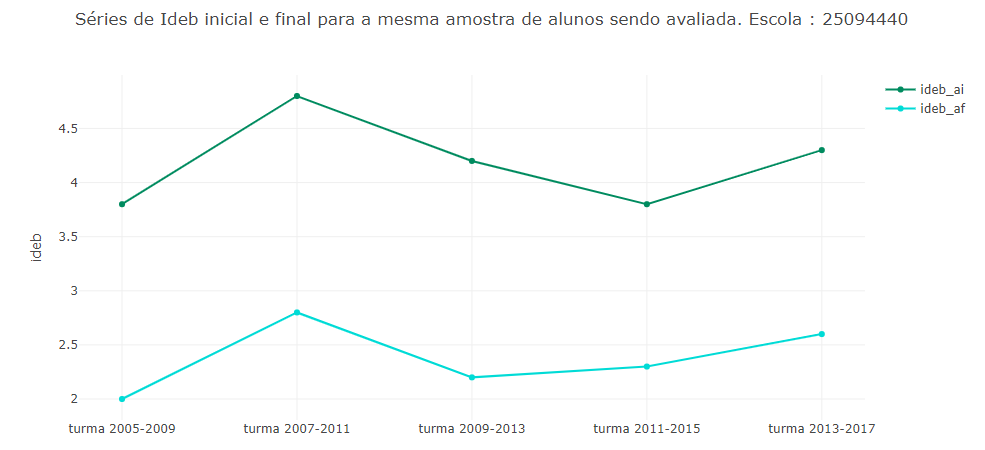 Séries de Ideb inicial e final para a mesma amostra de alunos sendo avaliada. Escola : 25094440
ideb_ai
ideb_af
4.5
4
3.5
3
2.5
2
ideb
turma 2005-2009
turma 2007-2011
turma 2009-2013
turma 2011-2015
turma 2013-2017